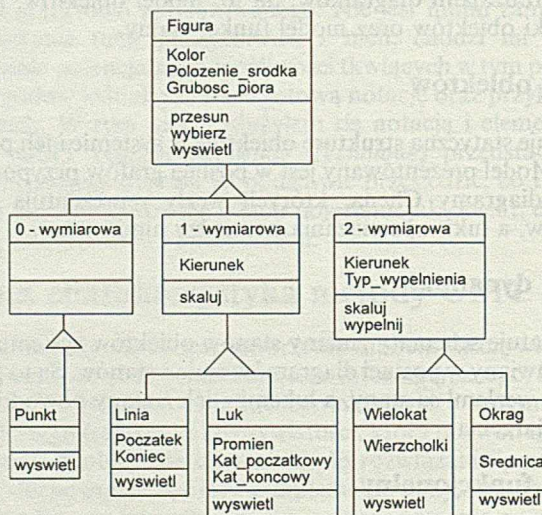 Figura
Kolor
Polozenie_srodka
Grubosc_piora
przesun
wybierz
wyswietl
0 - wymiarowa
1 - wymiarowa
Kierunek
skaluj
2 - wymiarowa
Kierunek
Typ_wypelnienia
skaluj
wypelnij
Punkt
wyswietl
Linia
Poczatek
Koniec
wyswietl
Luk
Promien
Kat_poczatkowy
Kat_koncowy
wyswietl
Wielokat
Wierzcholki
wyswietl
Okrag
Srednica
wyswietl